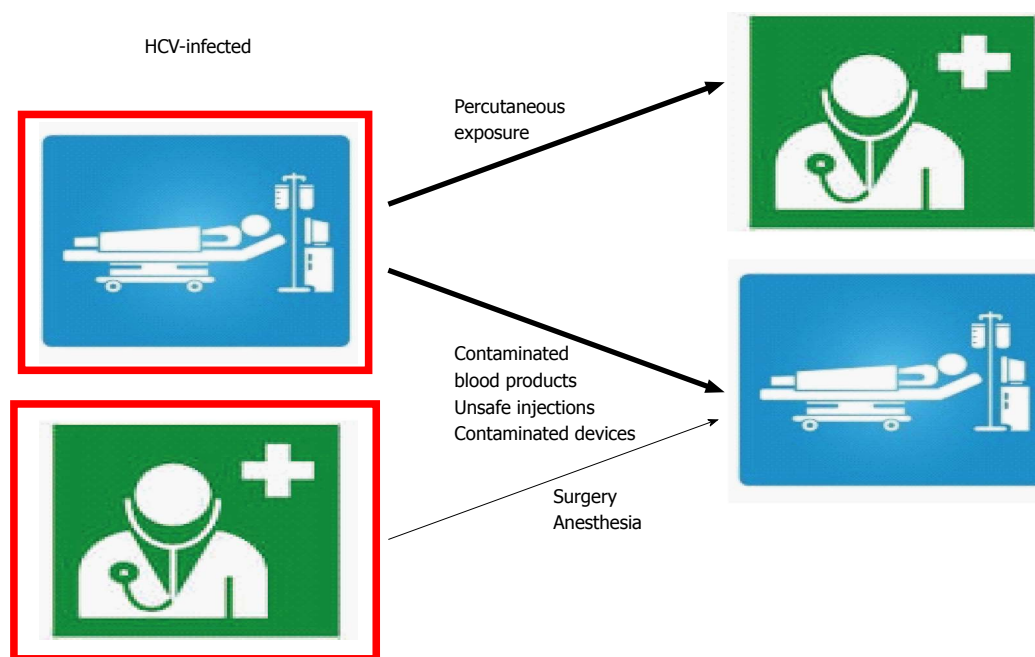 HCV-infected
Percutaneous
exposure
Contaminated
blood products
Unsafe injections
Contaminated devices
Surgery
Anesthesia